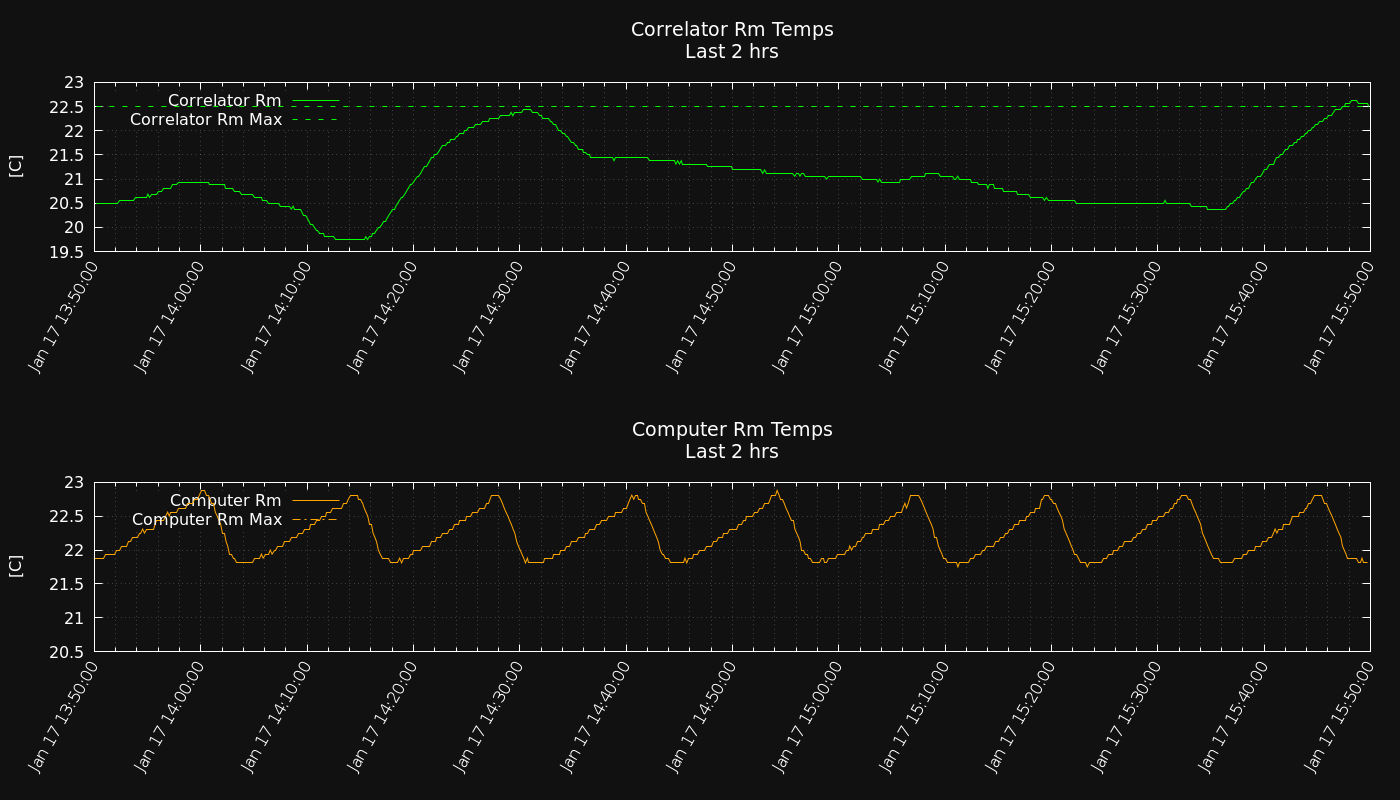 Correlator Rm Temps
Last 2 hrs
23
22.5
22
21.5
21
20.5
20
19.5
[C]
Correlator Rm
Correlator Rm Max
Jan 17 13:50:00
Jan 17 14:00:00
Jan 17 14:10:00
Jan 17 14:20:00
Jan 17 14:30:00
Jan 17 14:40:00
Jan 17 14:50:00
Jan 17 15:00:00
Jan 17 15:10:00
Jan 17 15:20:00
Jan 17 15:30:00
Jan 17 15:40:00
Jan 17 15:50:00
Computer Rm Temps
Last 2 hrs
23
22.5
22
21.5
21
20.5
[C]
Computer Rm
Computer Rm Max
Jan 17 13:50:00
Jan 17 14:00:00
Jan 17 14:10:00
Jan 17 14:20:00
Jan 17 14:30:00
Jan 17 14:40:00
Jan 17 14:50:00
Jan 17 15:00:00
Jan 17 15:10:00
Jan 17 15:20:00
Jan 17 15:30:00
Jan 17 15:40:00
Jan 17 15:50:00